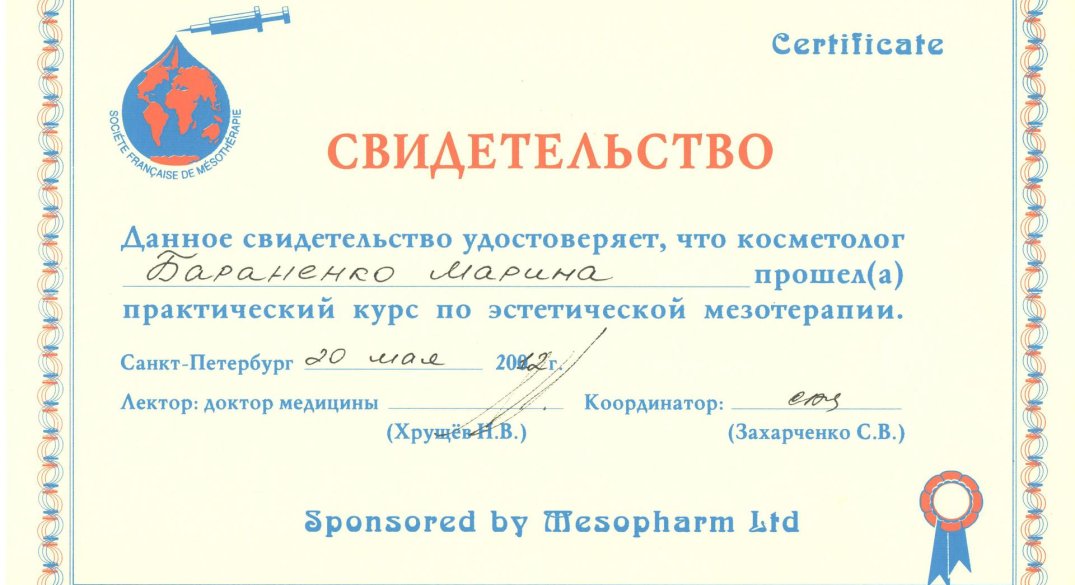 Certificate
SOCIÉTÉ FRANÇAISE DE MÉSOTHÉRAPIE
СВИДЕТЕЛЬСТВО
Данное свидетельство удостоверяет, что косметолог
Бараненко Марина прошел(а)
практический курс по эстетической мезотерапии.
Санкт-Петербург 20 мая 2002г.
Лектор: доктор медицины Координатор:
(Хрущёв Н.В.) (Захарченко С.В.)
Sponsored by Mesopharm Ltd